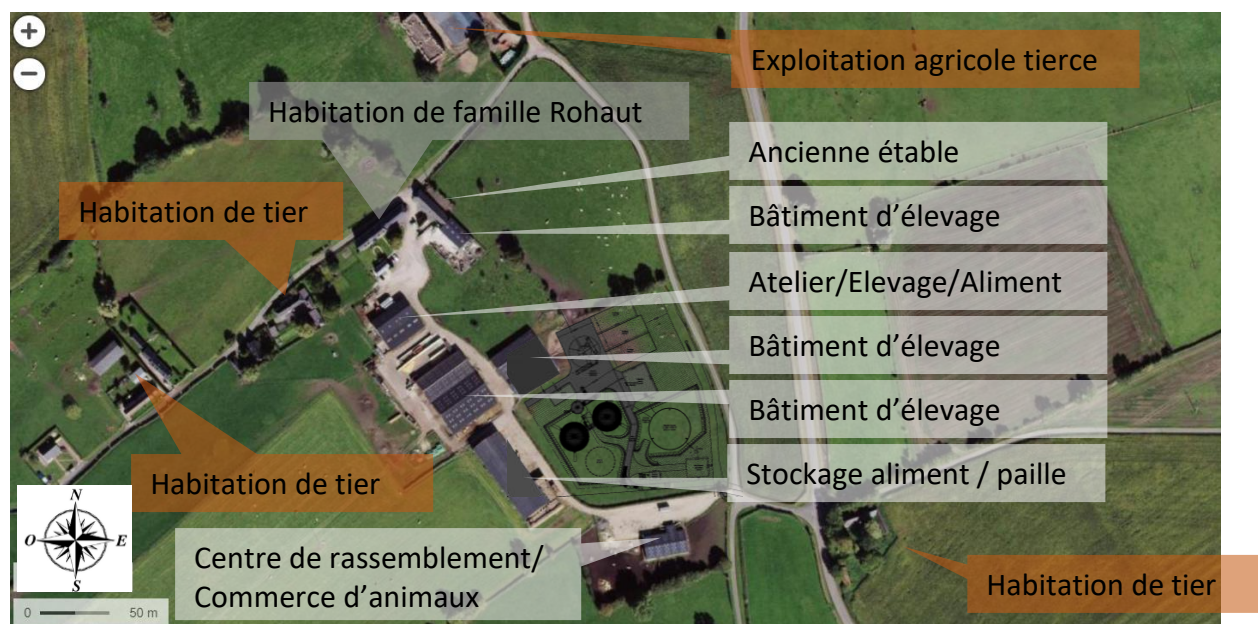 +
−
Exploitation agricole tierce
Habitation de famille Rohaut
Ancienne étable
Habitation de tier
Bâtiment d’élevage
Atelier/Elevage/Aliment
Bâtiment d’élevage
Bâtiment d’élevage
Stockage aliment / paille
Habitation de tier
N
O
E
S
Centre de rassemblement/
Commerce d’animaux
Habitation de tier
0 50 m